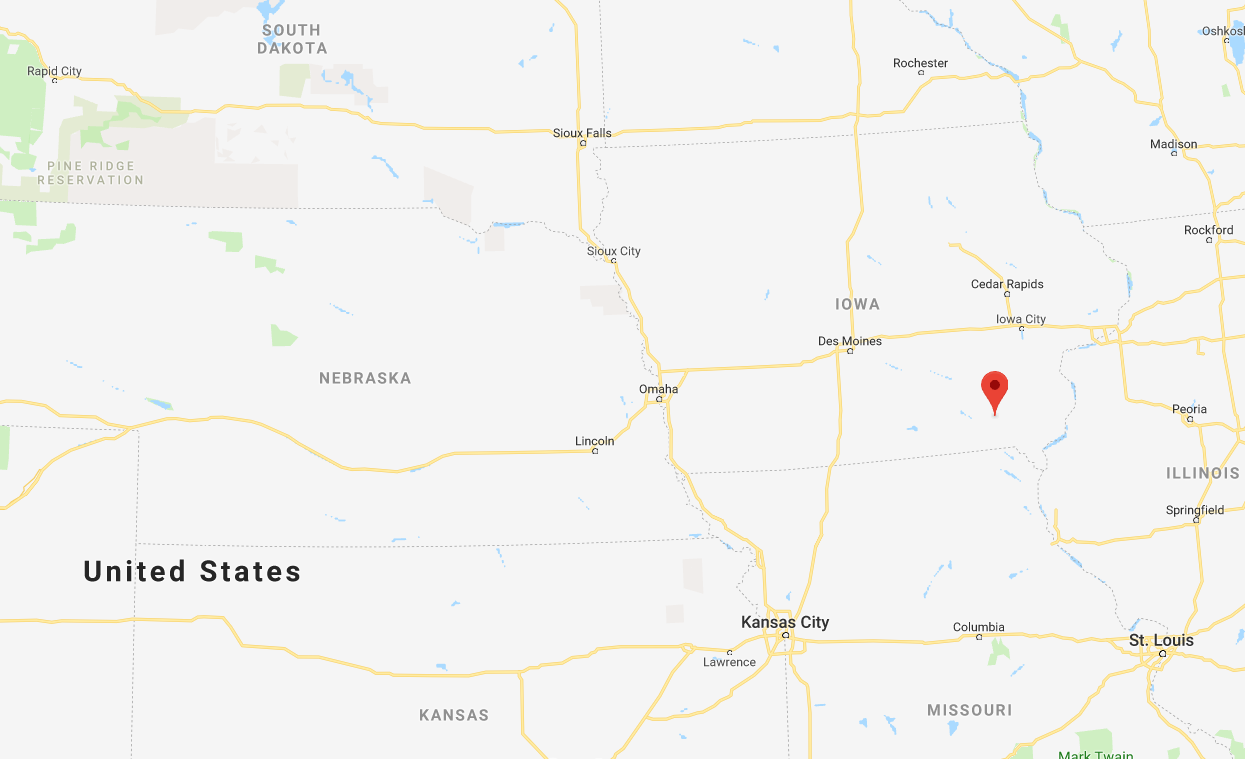 SOUTH
DAKOTA
Oshkosh
Rapid City
Rochester
Sioux Falls
Madison
PINE RIDGE
RESERVATION
Rockford
Sioux City
Cedar Rapids
IOWA
Iowa City
Des Moines
NEBRASKA
Omaha
Peoria
Lincoln
ILLINOIS
Springfield
United States
Kansas City
Columbia
St. Louis
Lawrence
KANSAS
MISSOURI
Mark Twain